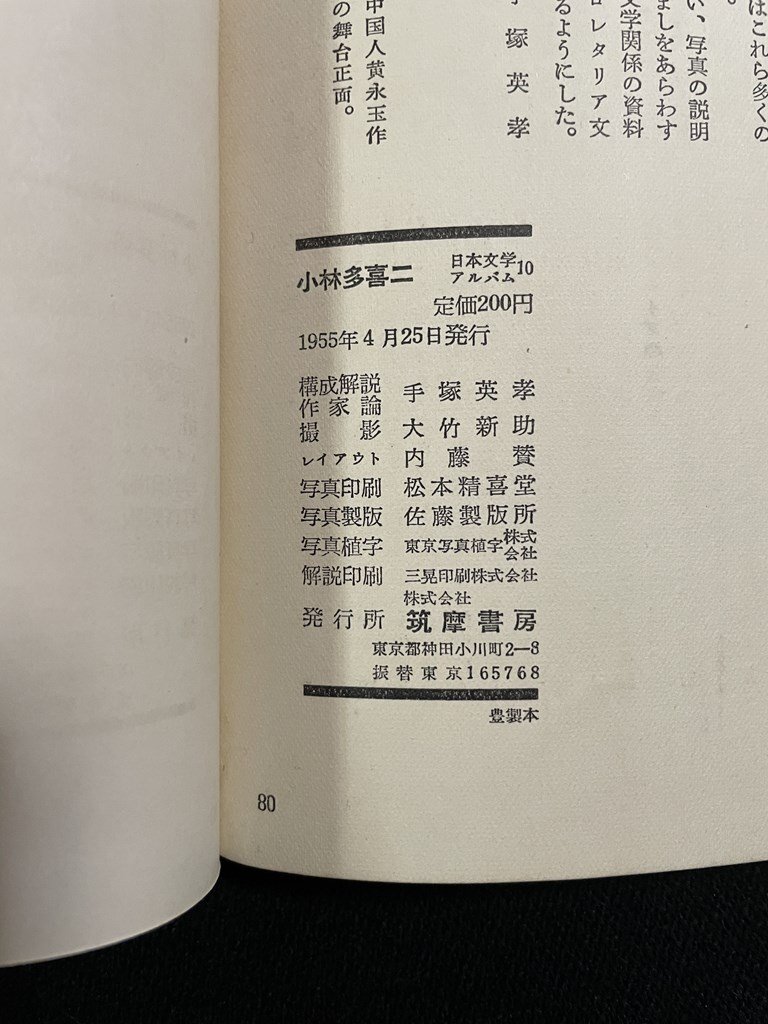 はこれら多くの
い、写真の説明
ましをあらわす
文学関係の資料
ロレタリア文
るようにした。
塚英孝
中国人黄永玉作
の舞台正面。
小林多喜二 日本文学アルバム10
定価200円
1955年4月25日発行
構成解説 手塚英孝
作家論
撮影 大竹新助
レイアウト 内藤賛
写真印刷 松本精喜堂
写真製版 佐藤製版所
写真植字 東京写真植字株式会社
解説印刷 三晃印刷株式会社
発行所 株式会社筑摩書房
東京都神田小川町2—8
振替東京165768
豊製本
80